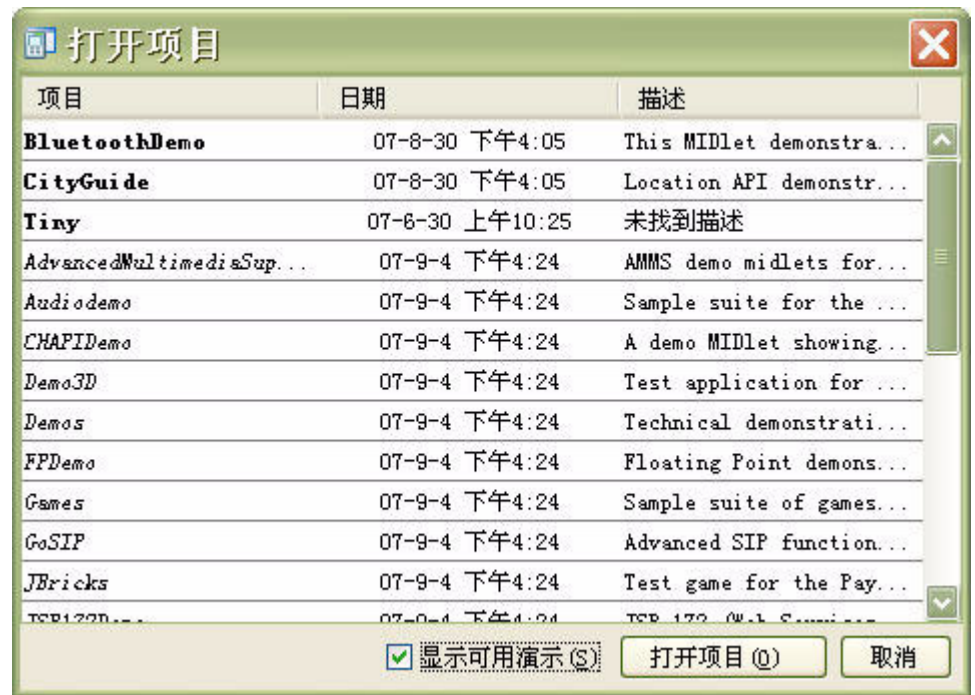 打开项目
项目 日期 描述
BluetoothDemo 07-8-30 下午4:05 This MIDlet demonstra...
CityGuide 07-8-30 下午4:05 Location API demonstr...
Tiny 07-6-30 上午10:25 未找到描述
AdvancedMultimediaSup... 07-9-4 下午4:24 AMMS demo midlets for...
Audiodemo 07-9-4 下午4:24 Sample suite for the ...
CHAPIDemo 07-9-4 下午4:24 A demo MIDlet showing...
Demo3D 07-9-4 下午4:24 Test application for ...
Demos 07-9-4 下午4:24 Technical demonstrati...
FPDemo 07-9-4 下午4:24 Floating Point demons...
Games 07-9-4 下午4:24 Sample suite of games...
GoSIP 07-9-4 下午4:24 Advanced SIP function...
JBricks 07-9-4 下午4:24 Test game for the Pay...
07-9-4 下午4:24
显示可用演示(S) 打开项目(O) 取消